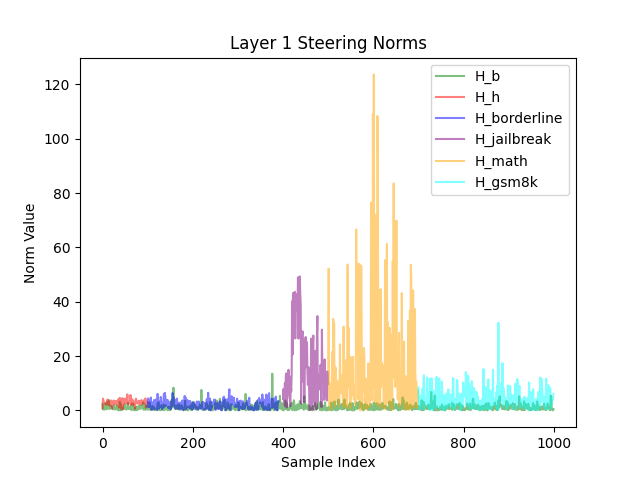 Layer 1 Steering Norms
H_b
H_h
H_borderline
H_jailbreak
H_math
H_gsm8k
Norm Value
120
100
80
60
40
20
0
0 200 400 600 800 1000
Sample Index